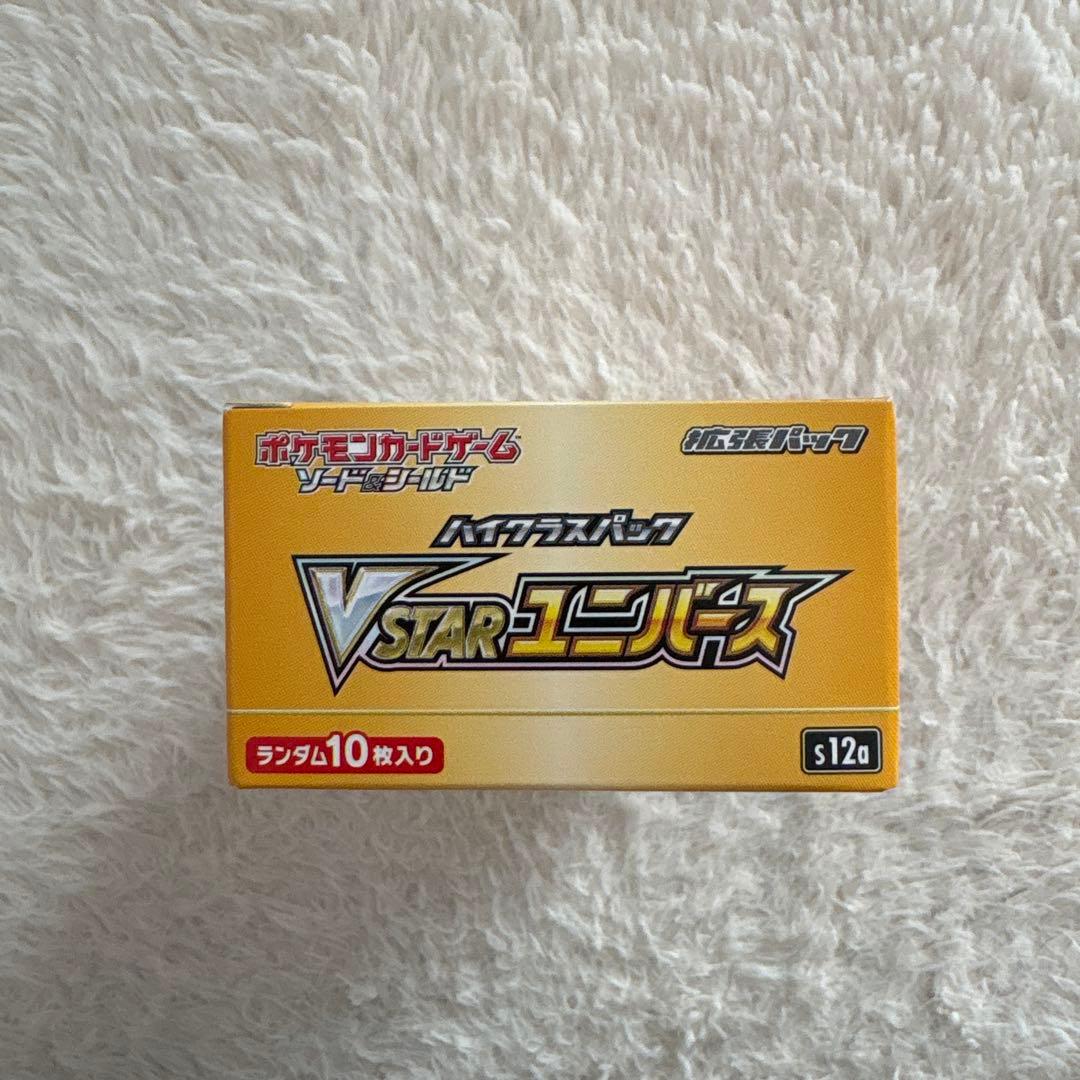 ポケモンカードゲーム
ソード&シールド
拡張パック
ハイクラスパック
VSTARユニバース
ランダム10枚入り
s12a